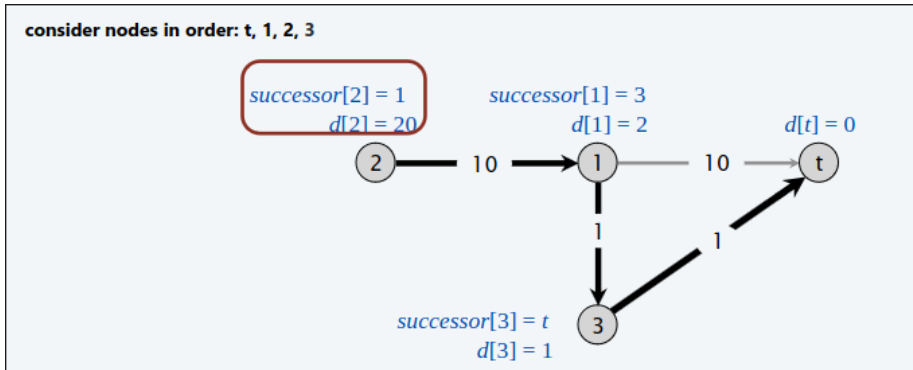 consider nodes in order: t, 1, 2, 3
successor[2] = 1
successor[1] = 3
d[2] = 20
d[1] = 2
d[t] = 0
2
10
1
10
t
1
1
successor[3] = t
3
d[3] = 1